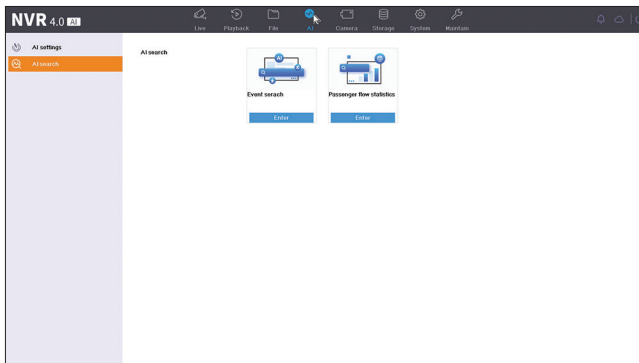 NVR 4.0 AI
Live Playback File AI Camera Storage System Maintain
AI settings
AI search
AI search
AI
Event serach
Passenger flow statistics
Enter
Enter